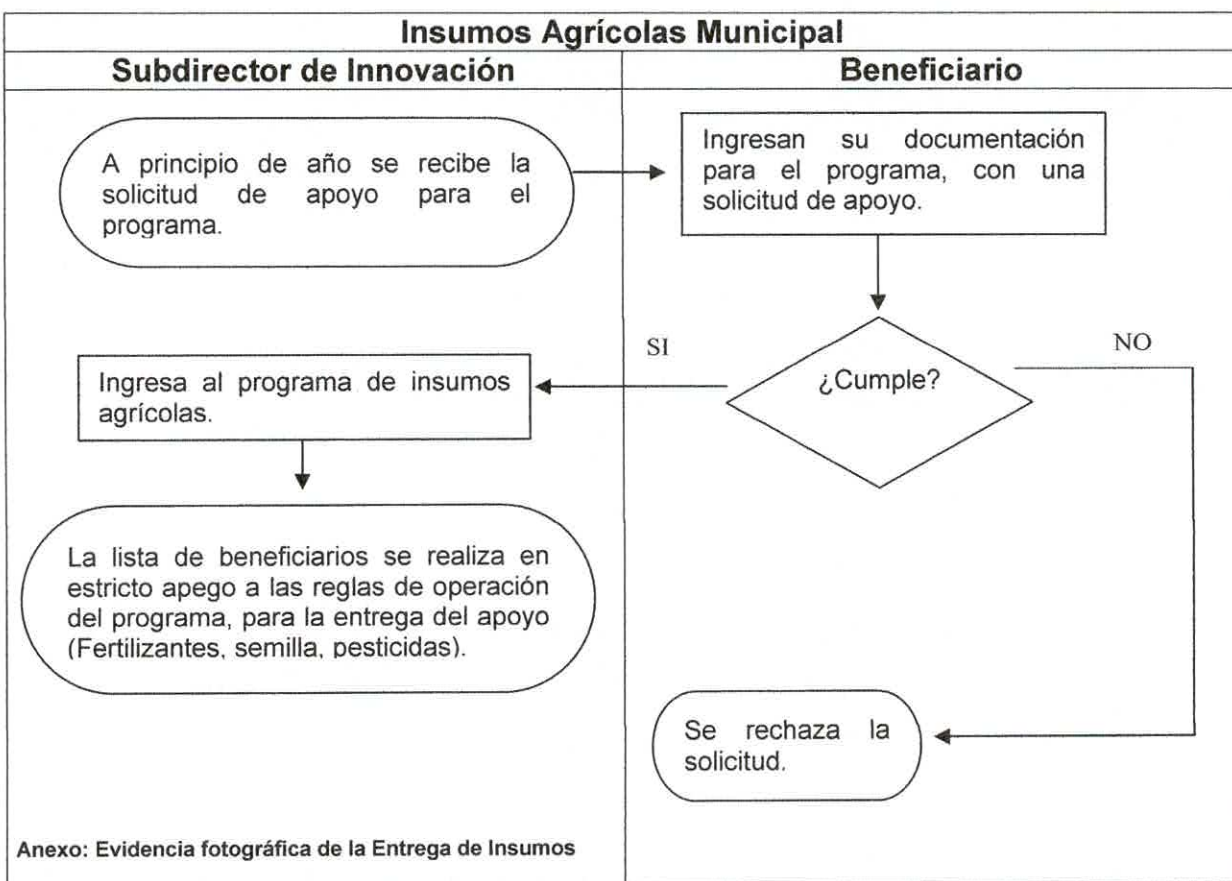 Insumos Agrícolas Municipal
Subdirector de Innovación
Beneficiario
A principio de año se recibe la
solicitud de apoyo para el
programa.
Ingresan su documentación
para el programa, con una
solicitud de apoyo.
SI
¿Cumple?
NO
Ingresa al programa de insumos
agrícolas.
La lista de beneficiarios se realiza en
estricto apego a las reglas de operación
del programa, para la entrega del apoyo
(Fertilizantes, semilla, pesticidas).
Se rechaza la
solicitud.
Anexo: Evidencia fotográfica de la Entrega de Insumos